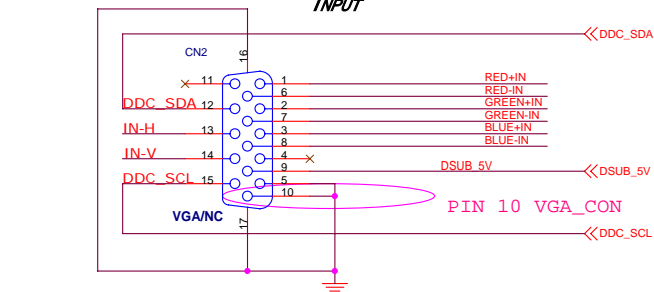 INPUT
DDC_SDA
CN2
16
11
1
RED+IN
6
RED-IN
DDC_SDA
12
2
GREEN+IN
7
GREEN-IN
IN-H
13
3
BLUE+IN
8
BLUE-IN
IN-V
14
4
9
DSUB_5V
DSUB_5V
DDC_SCL
15
5
10
PIN 10 VGA_CON
VGA/NC
17
DDC_SCL